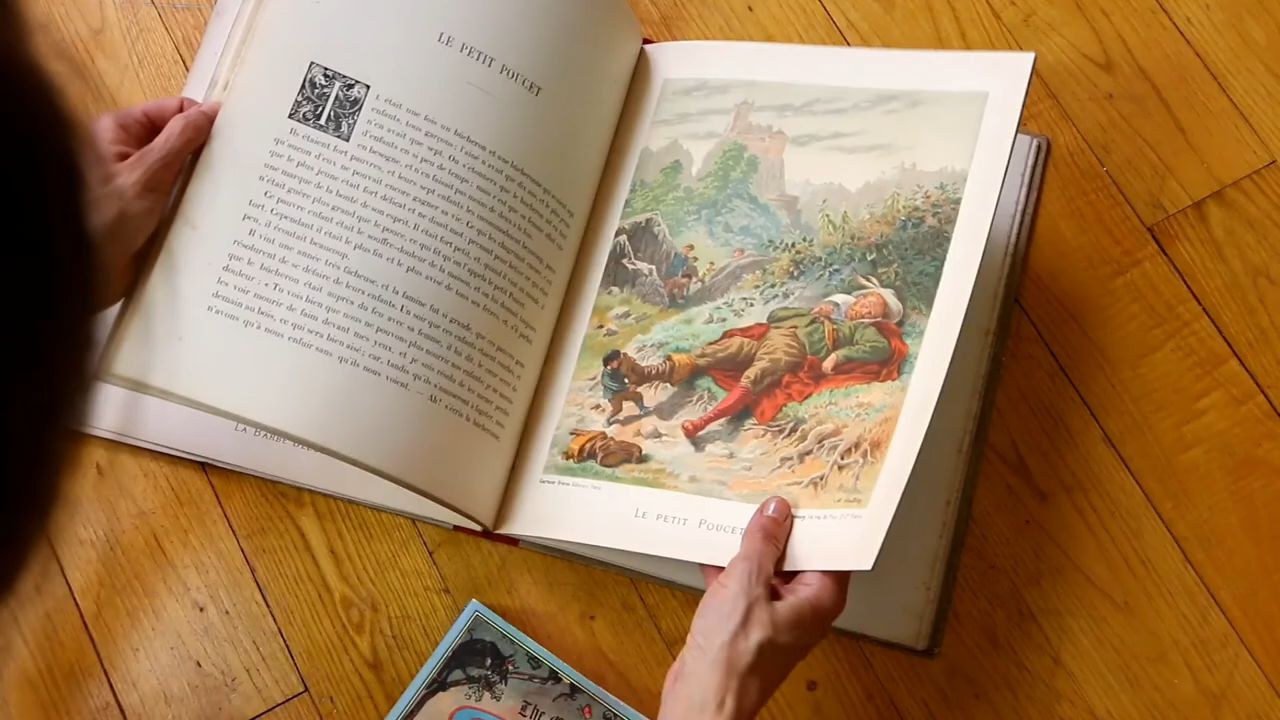 LE PETIT POUCET
IL était une fois un bûcheron et une bûcheronne qui avaient sept
enfants, tous garçons; l'aîné n'avait que dix ans, et le plus jeune
n'en avait que sept. On s'étonnera que le bûcheron ait eu tant
d'enfants en si peu de temps; mais c'est que sa femme allait vite
en besogne, et n'en faisait pas moins de deux à la fois.
Ils étaient fort pauvres, et leurs sept enfants les incommodaient beaucoup, parce
qu'aucun d'eux ne pouvait encore gagner sa vie. Ce qui les chagrinait encore, c'est
que le plus jeune était fort délicat et ne disait mot; prenant pour bêtise ce qui était
une marque de la bonté de son esprit. Il était fort petit, et, quand il vint au monde, il
n'était guère plus grand que le pouce, ce qui fit qu'on l'appela le petit Poucet.
Ce pauvre enfant était le souffre-douleur de la maison, et on lui donnait toujours
tort. Cependant il était le plus fin et le plus avisé de tous ses frères, et, s'il parlait
peu, il écoutait beaucoup.
Il vint une année très fâcheuse, et la famine fut si grande, que ces pauvres gens
résolurent de se défaire de leurs enfants. Un soir que ces enfants étaient couchés, et
que le bûcheron était auprès du feu avec sa femme, il lui dit, le cœur serré de
douleur : « Tu vois bien que nous ne pouvons plus nourrir nos enfants; je ne saurais
les voir mourir de faim devant mes yeux, et je suis résolu de les mener perdre
demain au bois, ce qui sera bien aisé; car, tandis qu'ils s'amuseront à fagoter, nous
n'avons qu'à nous enfuir sans qu'ils nous voient. — Ah! s'écria la bûcheronne,
LA BARBE
Garnier Frères Éditeurs, Paris
LE PETIT POUCET
The